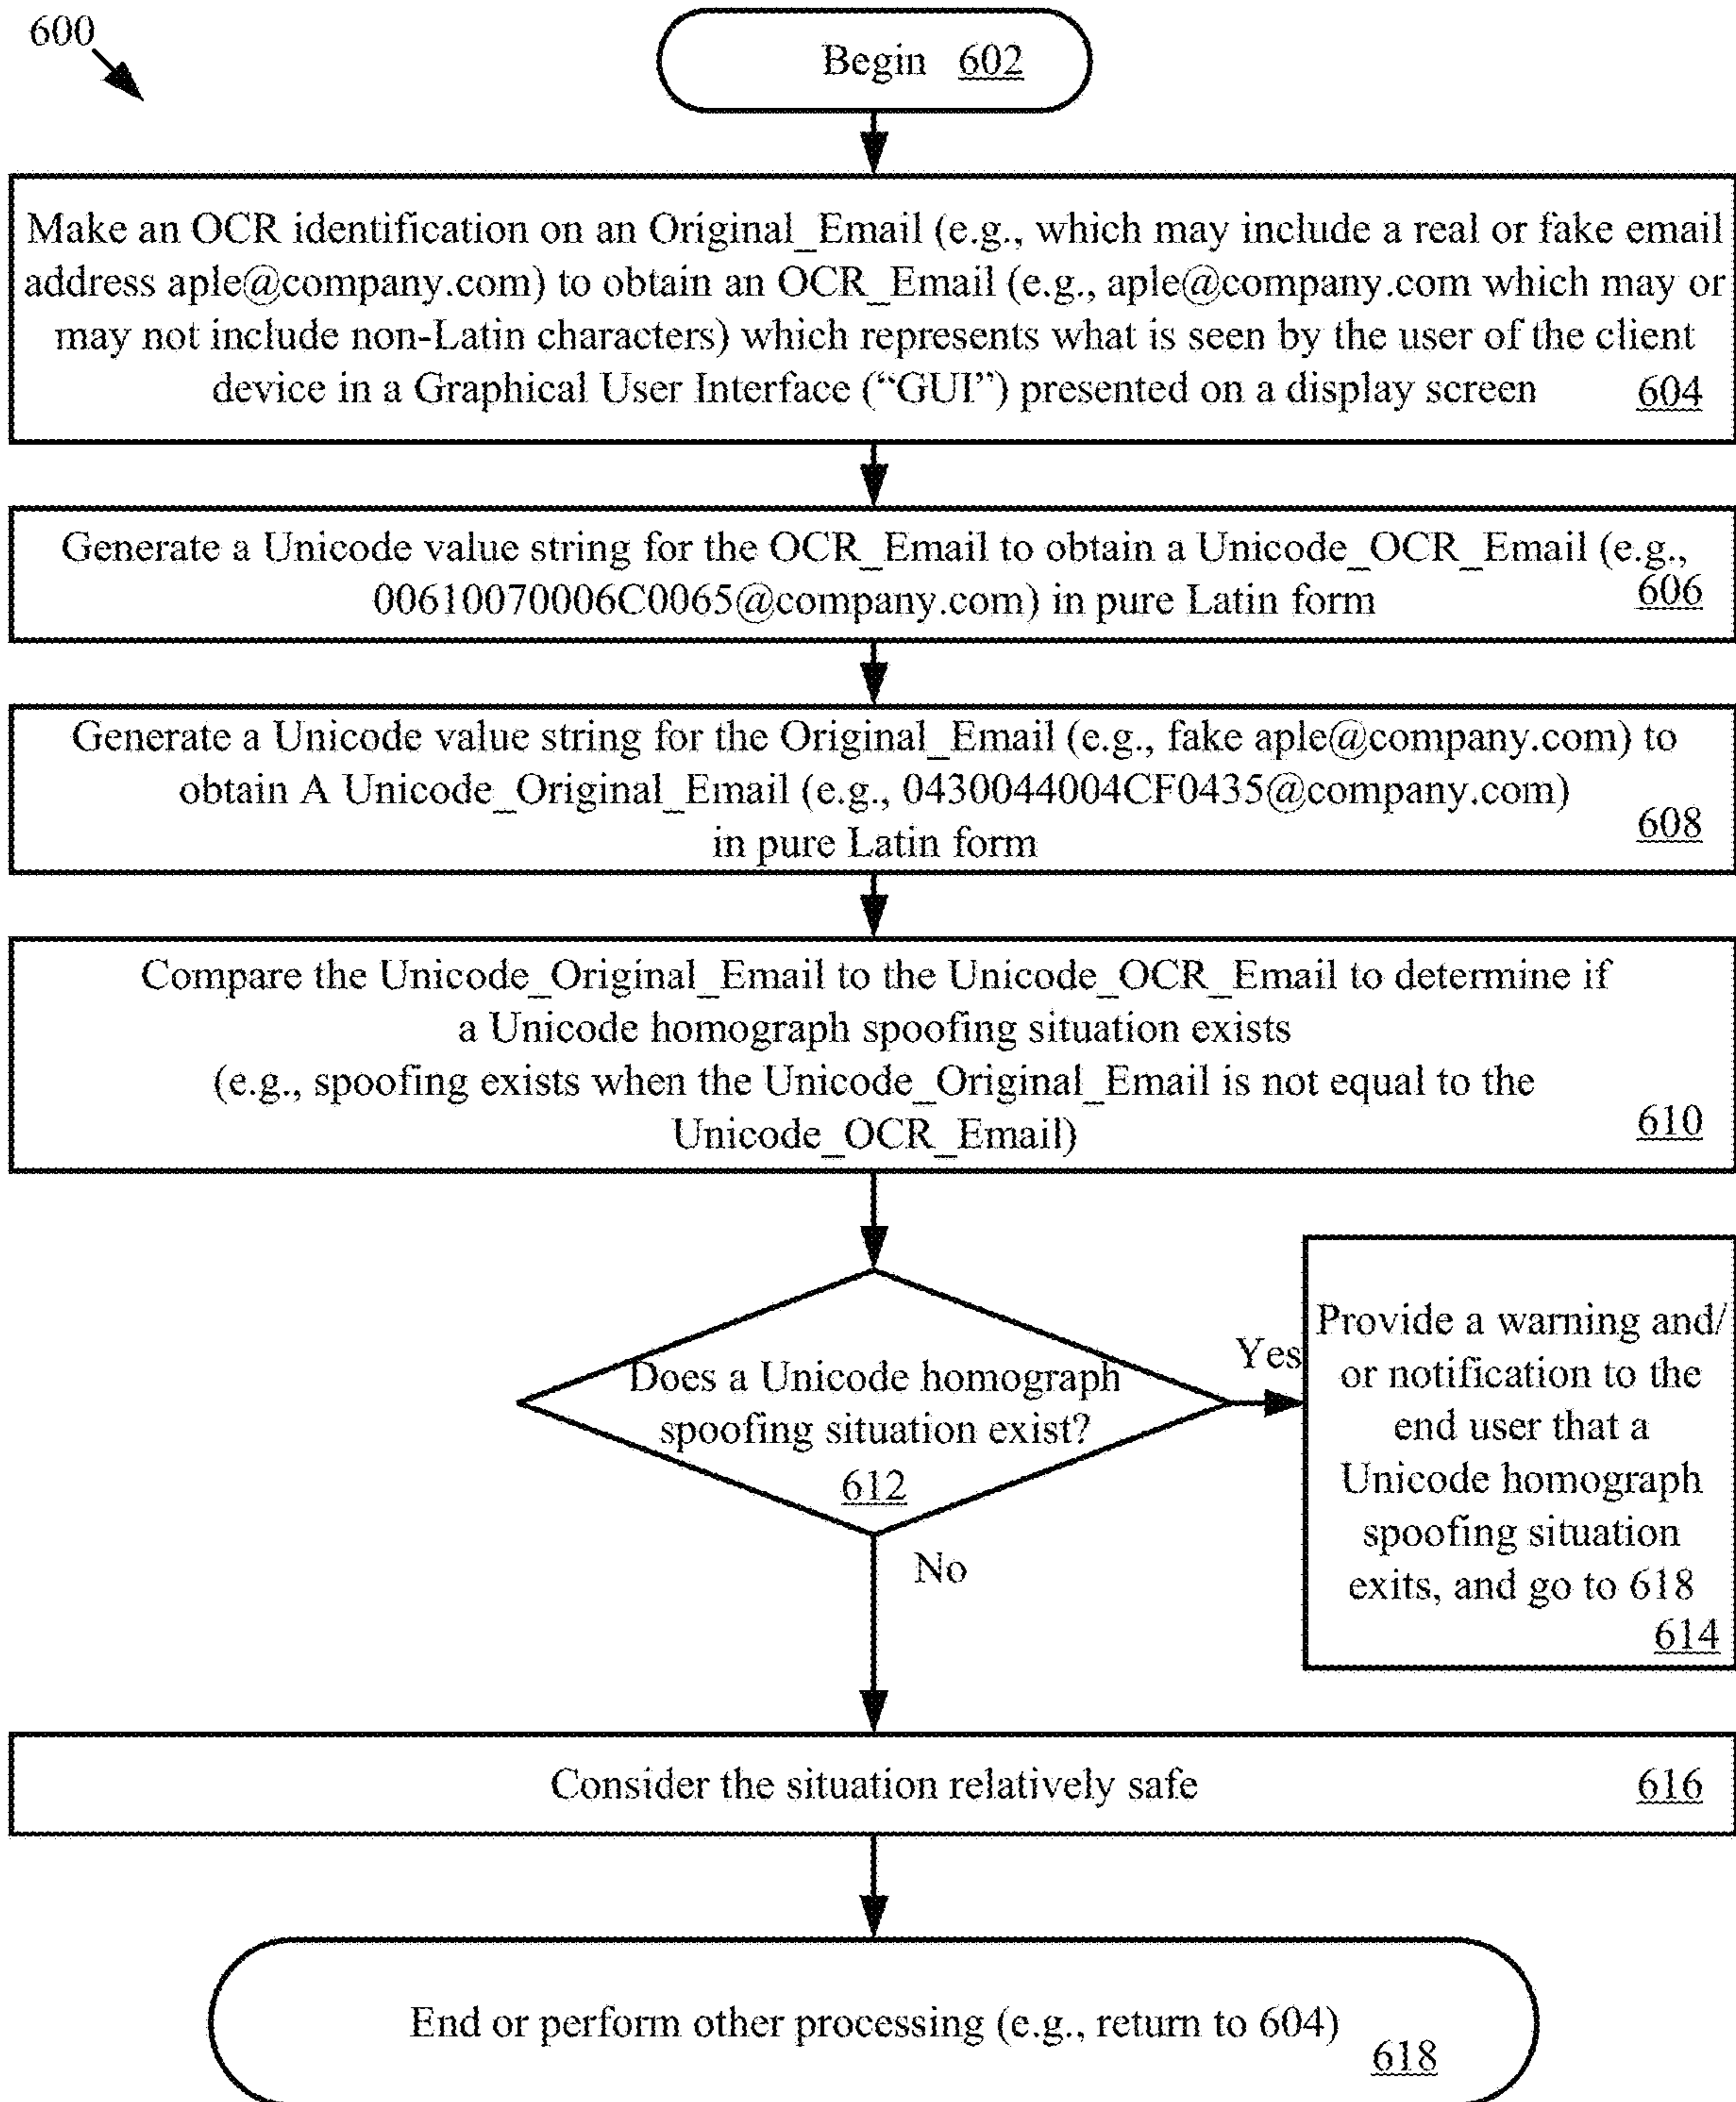 600
Begin 602
Make an OCR identification on an Original_Email (e.g., which may include a real or fake email
address aple@company.com) to obtain an OCR_Email (e.g., aple@company.com which may or
may not include non-Latin characters) which represents what is seen by the user of the client
device in a Graphical User Interface (“GUI”) presented on a display screen 604
Generate a Unicode value string for the OCR_Email to obtain a Unicode_OCR_Email (e.g.,
00610070006C0065@company.com) in pure Latin form 606
Generate a Unicode value string for the Original_Email (e.g., fake aple@company.com) to
obtain A Unicode_Original_Email (e.g., 0430044004CF0435@company.com)
in pure Latin form 608
Compare the Unicode_Original_Email to the Unicode_OCR_Email to determine if
a Unicode homograph spoofing situation exists
(e.g., spoofing exists when the Unicode_Original_Email is not equal to the
Unicode_OCR_Email) 610
Does a Unicode homograph
spoofing situation exist?
612
Yes
Provide a warning and/
or notification to the
end user that a
Unicode homograph
spoofing situation
exits, and go to 618
614
No
Consider the situation relatively safe 616
End or perform other processing (e.g., return to 604)
618